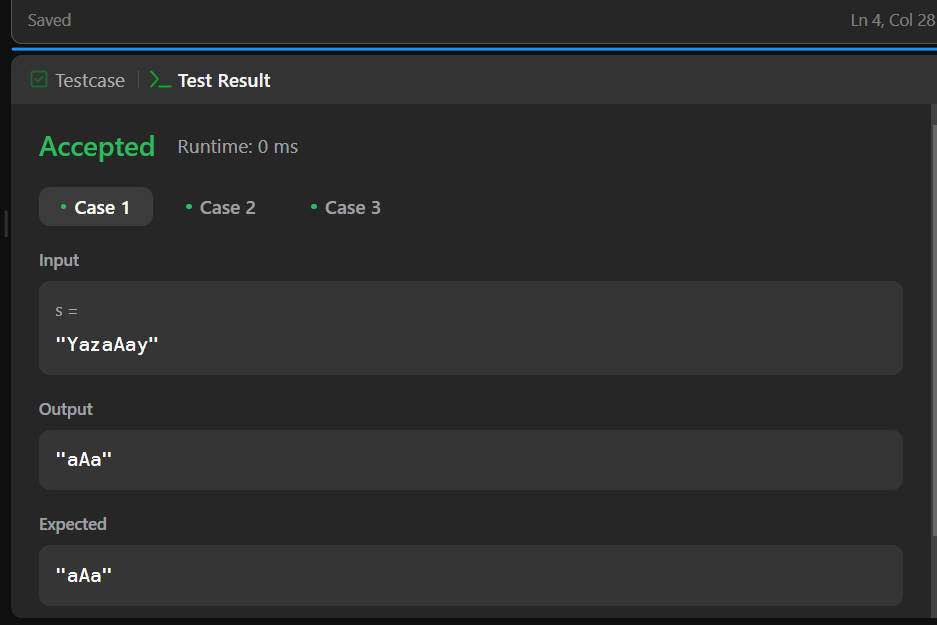 Saved Ln 4, Col 28
Testcase Test Result
Accepted Runtime: 0 ms
Case 1 Case 2 Case 3
Input
s =
"YazaAay"
Output
"aAa"
Expected
"aAa"